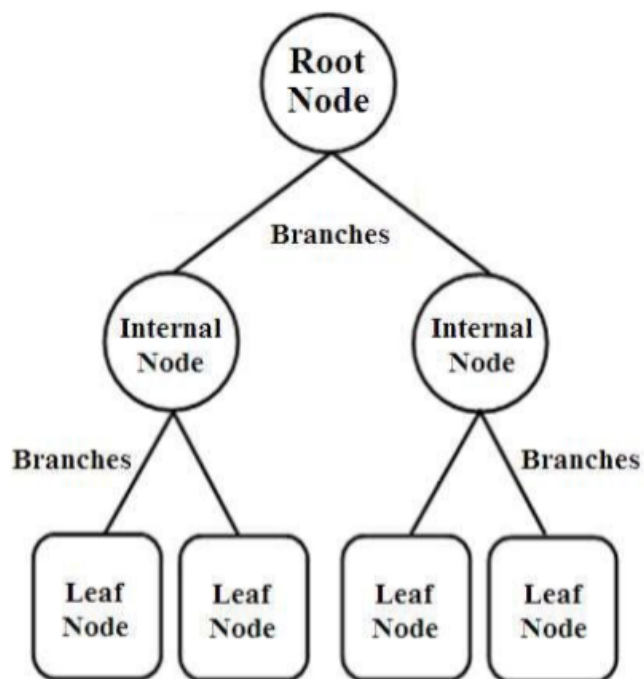 Root
Node
Branches
Internal
Node
Internal
Node
Branches
Branches
Leaf
Node
Leaf
Node
Leaf
Node
Leaf
Node